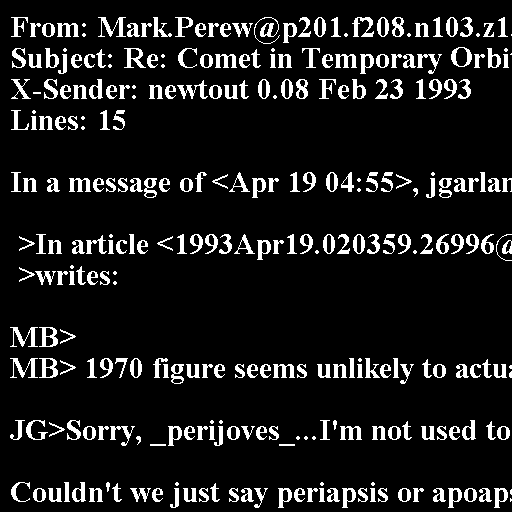 From: Mark.Perew@p201.f208.n103.z1.
Subject: Re: Comet in Temporary Orbi
X-Sender: newtout 0.08 Feb 23 1993
Lines: 15
In a message of <Apr 19 04:55>, jgarlan
>In article <1993Apr19.020359.26996@
>writes:
MB>
MB> 1970 figure seems unlikely to actua
JG>Sorry, _perijoves_...I'm not used to
Couldn't we just say periapsis or apoaps